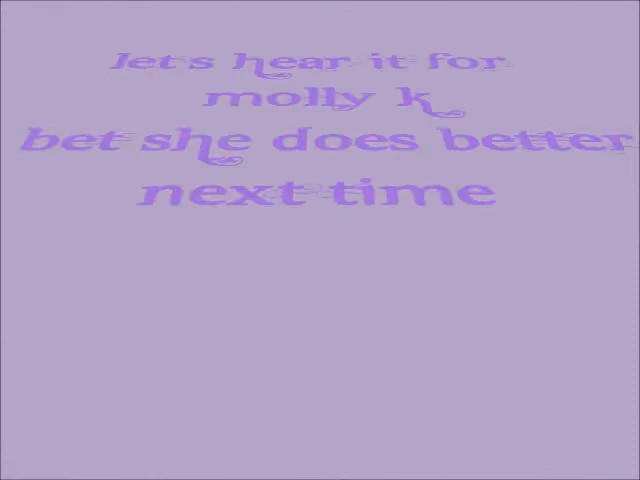 let's hear it for
molly k
bet she does better
next time